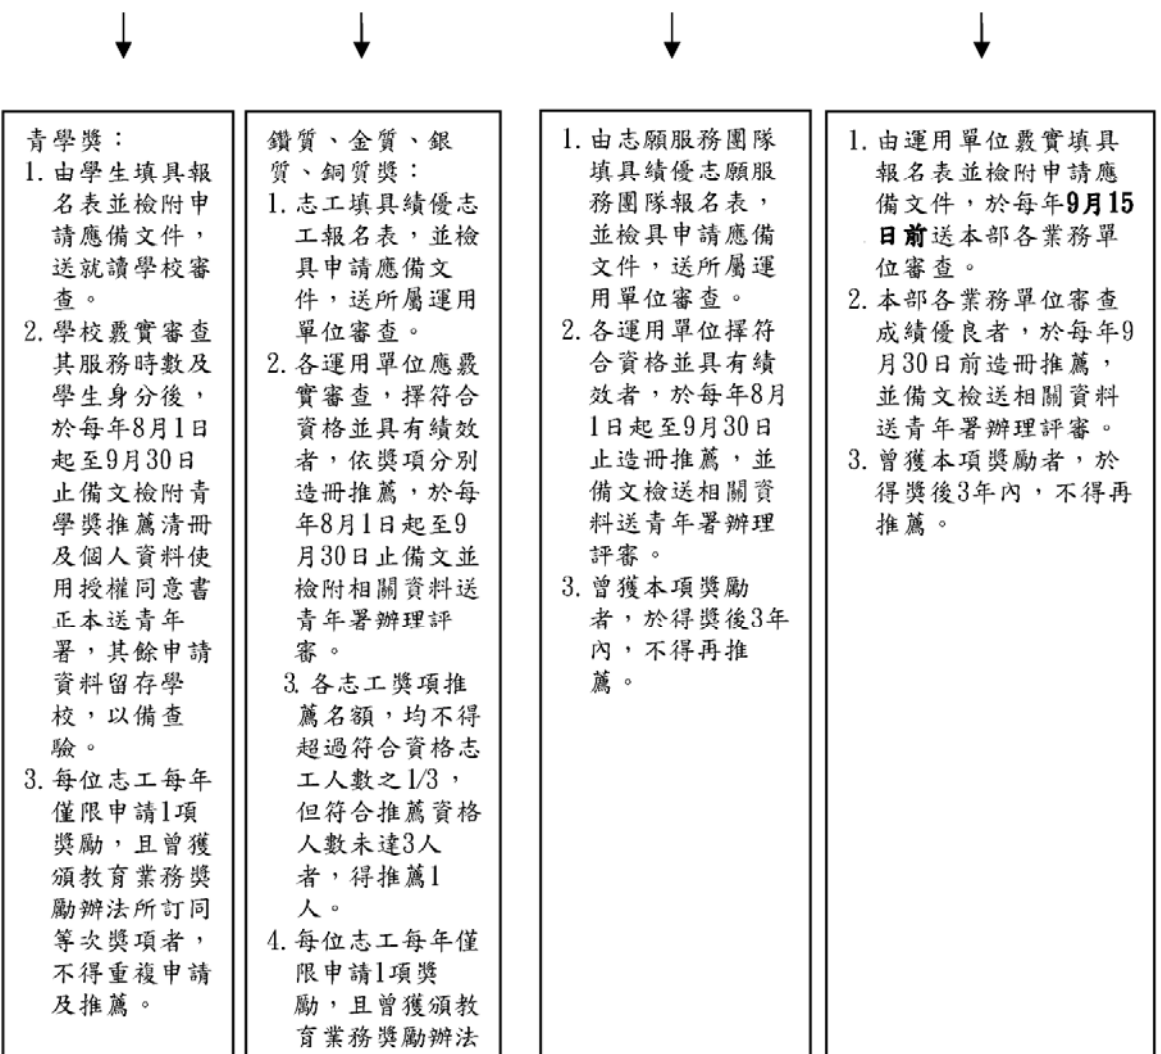 青學獎：
1. 由學生填具報
名表並檢附申
請應備文件，
送就讀學校審
查。
2. 學校覈實審查
其服務時數及
學生身分後，
於每年8月1日
起至9月30日
止備文檢附青
學獎推薦清冊
及個人資料使
用授權同意書
正本送青年
署，其餘申請
資料留存學
校，以備查
驗。
3. 每位志工每年
僅限申請1項
獎勵，且曾獲
頒教育業務獎
勵辦法所訂同
等次獎項者，
不得重複申請
及推薦。
鑽質、金質、銀
質、銅質獎：
1. 志工填具績優志
工報名表，並檢
具申請應備文
件，送所屬運用
單位審查。
2. 各運用單位應覈
實審查，擇符合
資格並具有績效
者，依獎項分別
造冊推薦，於每
年8月1日起至9
月30日止備文並
檢附相關資料送
青年署辦理評
審。
3. 各志工獎項推
薦名額，均不得
超過符合資格志
工人數之1/3，
但符合推薦資格
人數未達3人
者，得推薦1
人。
4. 每位志工每年僅
限申請1項獎
勵，且曾獲頒教
育業務獎勵辦法
1. 由志願服務團隊
填具績優志願服
務團隊報名表，
並檢具申請應備
文件，送所屬運
用單位審查。
2. 各運用單位擇符
合資格並具有績
效者，於每年8月
1日起至9月30日
止造冊推薦，並
備文檢送相關資
料送青年署辦理
評審。
3. 曾獲本項獎勵
者，於得獎後3年
內，不得再推
薦。
1. 由運用單位覈實填具
報名表並檢附申請應
備文件，於每年9月15
日前送本部各業務單
位審查。
2. 本部各業務單位審查
成績優良者，於每年9
月30日前造冊推薦，
並備文檢送相關資料
送青年署辦理評審。
3. 曾獲本項獎勵者，於
得獎後3年內，不得再
推薦。